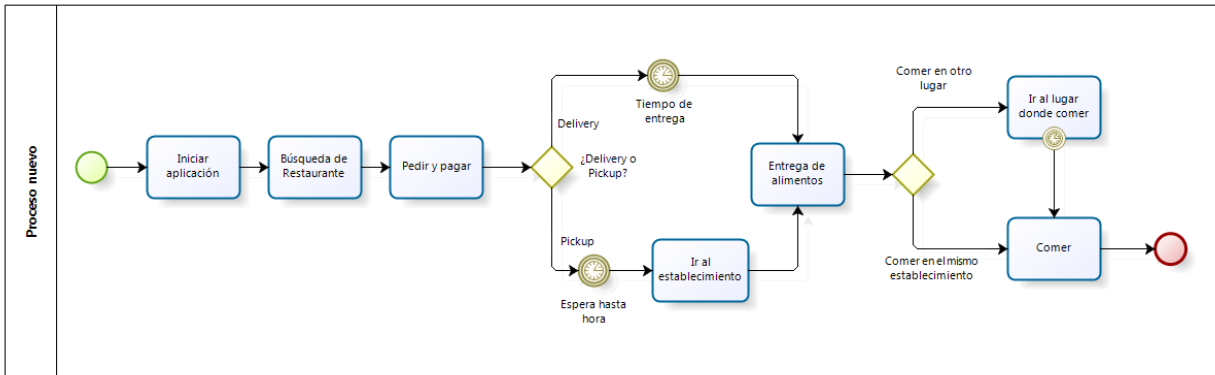 Proceso nuevo
Iniciar
aplicación
Búsqueda de
Restaurante
Pedir y pagar
Delivery
¿Delivery o
Pickup?
Pickup
Tiempo de
entrega
Espera hasta
hora
Ir al
establecimiento
Entrega de
alimentos
Comer en otro
lugar
Comer en el mismo
establecimiento
Ir al lugar
donde comer
Comer